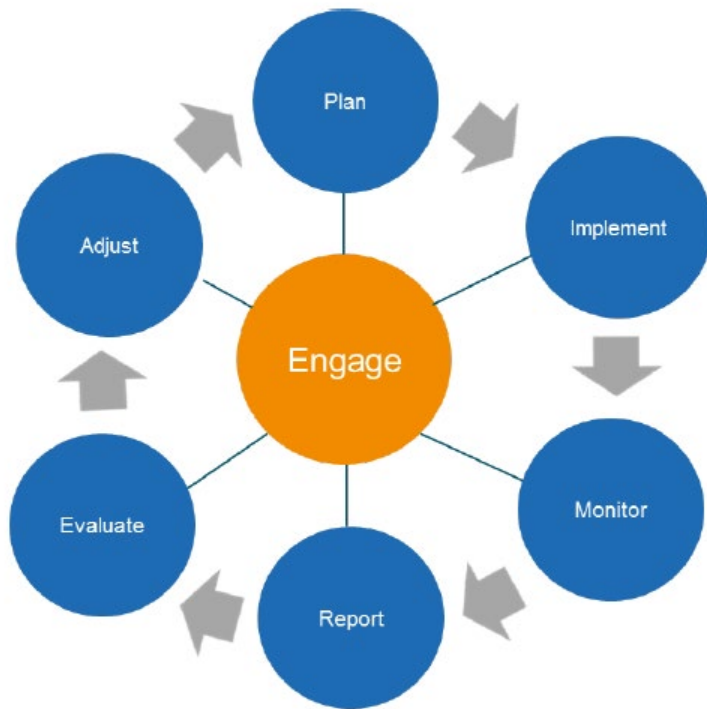 Plan
Implement
Monitor
Report
Evaluate
Adjust
Engage